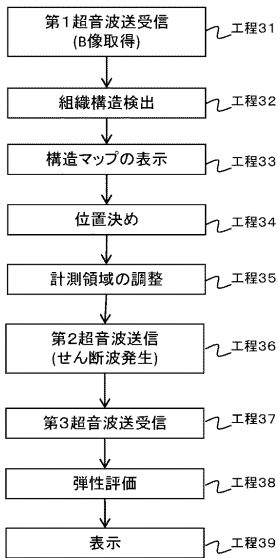 第1超音波送受信
(B像取得)
工程31
組織構造検出
工程32
構造マップの表示
工程33
位置決め
工程34
計測領域の調整
工程35
第2超音波送信
(せん断波発生)
工程36
第3超音波送受信
工程37
弾性評価
工程38
表示
工程39